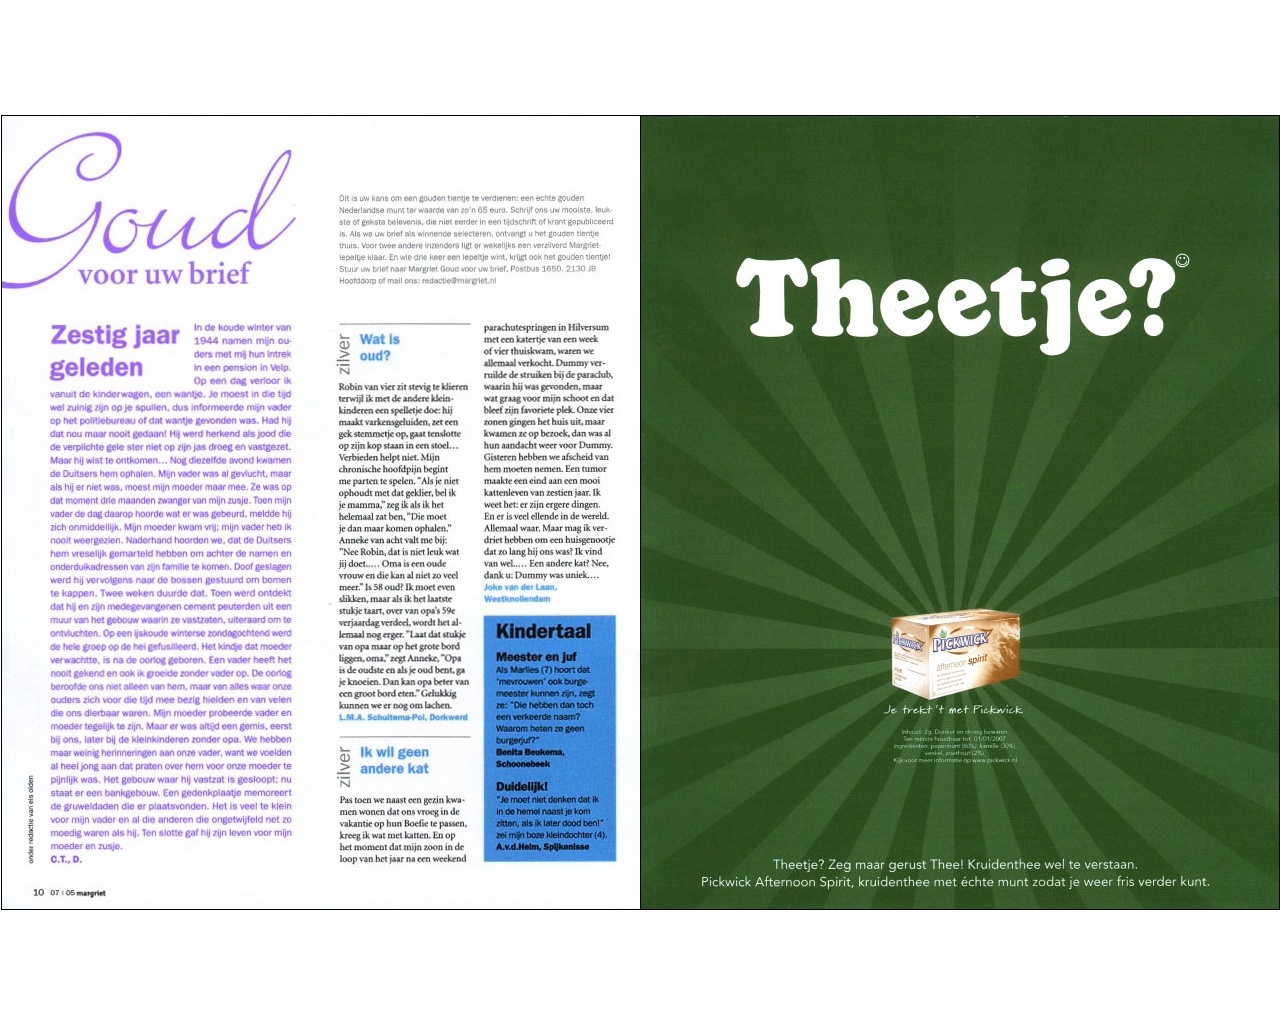 Goud
voor uw brief
Dit is uw kans om een gouden tientje te verdienen: een echte gouden
Nederlandse munt ter waarde van zo'n 65 euro. Schrijf ons uw mooiste, leuk-
ste of gekste belevenis, die niet eerder in een tijdschrift of krant gepubliceerd
is. Als we uw brief als winnende selecteren, ontvangt u het gouden tientje
thuis. Voor twee andere inzenders ligt er wekelijks een verzilverd Margriet-
lepeltje klaar. En wie drie keer een lepeltje wint, krijgt ook het gouden tientje!
Stuur uw brief naar Margriet Goud voor uw brief, Postbus 1650, 2130 JB
Hoofddorp of mail ons: redactie@margriet.nl
Zestig jaar
geleden
In de koude winter van
1944 namen mijn ou-
ders met mij hun intrek
in een pension in Velp.
Op een dag verloor ik
vanuit de kinderwagen, een wantje. Je moest in die tijd
wel zuinig zijn op je spullen, dus informeerde mijn vader
op het politiebureau of dat wantje gevonden was. Had hij
dat nou maar nooit gedaan! Hij werd herkend als jood die
de verplichte gele ster niet op zijn jas droeg en vastgezet.
Maar hij wist te ontkomen... Nog diezelfde avond kwamen
de Duitsers hem ophalen. Mijn vader was al gevlucht, maar
als hij er niet was, moest mijn moeder maar mee. Ze was op
dat moment drie maanden zwanger van mijn zusje. Toen mijn
vader de dag daarop hoorde wat er was gebeurd, meldde hij
zich onmiddellijk. Mijn moeder kwam vrij; mijn vader heb ik
nooit weergezien. Naderhand hoorden we, dat de Duitsers
hem vreselijk gemarteld hebben om achter de namen en
onderduikadressen van zijn familie te komen. Doof geslagen
werd hij vervolgens naar de bossen gestuurd om bomen
te kappen. Twee weken duurde dat. Toen werd ontdekt
dat hij en zijn medegevangenen cement peuterden uit een
muur van het gebouw waarin ze vastzaten, uiteraard om te
ontvluchten. Op een ijskoude winterse zondagochtend werd
de hele groep op de hei gefusilleerd. Het kindje dat moeder
verwachtte, is na de oorlog geboren. Een vader heeft het
nooit gekend en ook ik groeide zonder vader op. De oorlog
beroofde ons niet alleen van hem, maar van alles waar onze
ouders zich voor die tijd mee bezig hielden en van velen
die ons dierbaar waren. Mijn moeder probeerde vader en
moeder tegelijk te zijn. Maar er was altijd een gemis, eerst
bij ons, later bij de kleinkinderen zonder opa. We hebben
maar weinig herinneringen aan onze vader, want we voelden
al heel jong aan dat praten over hem voor onze moeder te
pijnlijk was. Het gebouw waar hij vastzat is gesloopt; nu
staat er een bankgebouw. Een gedenkplaatje memoreert
de gruweldaden die er plaatsvonden. Het is veel te klein
voor mijn vader en al die anderen die ongetwijfeld net zo
moedig waren als hij. Ten slotte gaf hij zijn leven voor mijn
moeder en zusje.
C.T., D.
onder redactie van els olden
10 07 | 05 margriet
zilver
Wat is
oud?
Robin van vier zit stevig te klieren
terwijl ik met de andere klein-
kinderen een spelletje doe: hij
maakt varkensgeluiden, zet een
gek stemmetje op, gaat tenslotte
op zijn kop staan in een stoel...
Verbieden helpt niet. Mijn
chronische hoofdpijn begint
me parten te spelen. "Als je niet
ophoudt met dat geklier, bel ik
je mamma," zeg ik als ik het
helemaal zat ben, "Die moet
je dan maar komen ophalen."
Anneke van acht valt me bij:
"Nee Robin, dat is niet leuk wat
jij doet.... Oma is een oude
vrouw en die kan al niet zo veel
meer." Is 58 oud? Ik moet even
slikken, maar als ik het laatste
stukje taart, over van opa's 59e
verjaardag verdeel, wordt het al-
lemaal nog erger. "Laat dat stukje
van opa maar op het grote bord
liggen, oma," zegt Anneke, "Opa
is de oudste en als je oud bent, ga
je knoeien. Dan kan opa beter van
een groot bord eten." Gelukkig
kunnen we er nog om lachen.
L.M.A. Schuitema-Pol, Dorkwerd
zilver
Ik wil geen
andere kat
Pas toen we naast een gezin kwa-
men wonen dat ons vroeg in de
vakantie op hun Boefie te passen,
kreeg ik wat met katten. En op
het moment dat mijn zoon in de
loop van het jaar na een weekend
parachutespringen in Hilversum
met een katertje van een week
of vier thuiskwam, waren we
allemaal verkocht. Dummy ver-
ruilde de struiken bij de paraclub,
waarin hij was gevonden, maar
wat graag voor mijn schoot en dat
bleef zijn favoriete plek. Onze vier
zonen gingen het huis uit, maar
kwamen ze op bezoek, dan was al
hun aandacht weer voor Dummy.
Gisteren hebben we afscheid van
hem moeten nemen. Een tumor
maakte een eind aan een mooi
kattenleven van zestien jaar. Ik
weet het: er zijn ergere dingen.
En er is veel ellende in de wereld.
Allemaal waar. Maar mag ik ver-
driet hebben om een huisgenootje
dat zo lang hij ons was? Ik vind
van wel..... Een andere kat? Nee,
dank u: Dummy was uniek....
Joke van der Laan,
Westknollendam
Kindertaal
Meester en juf
Als Marlies (7) hoort dat
'mevrouwen' ook burge-
meester kunnen zijn, zegt
ze: "Die hebben dan toch
een verkeerde naam?
Waarom heten ze geen
burgerjuf?"
Benita Beukema,
Schoonebeek
Duidelijk!
"Je moet niet denken dat ik
in de hemel naast je kom
zitten, als ik later dood ben!"
zei mijn boze kleindochter (4).
A.v.d.Helm, Spijkenisse
Theetje?
PICKWICK
PICKWICK
afternoon spirit
Je trekt 't met Pickwick
Inhoud: 2g. Donker en droog bewaren.
Ten minste houdbaar tot: 01/01/2007.
Ingrediënten: pepermunt (60%), kamille (30%),
venkel, zoethout (2%).
Kijk voor meer informatie op www.pickwick.nl
Theetje? Zeg maar gerust Thee! Kruidenthee wel te verstaan.
Pickwick Afternoon Spirit, kruidenthee met échte munt zodat je weer fris verder kunt.